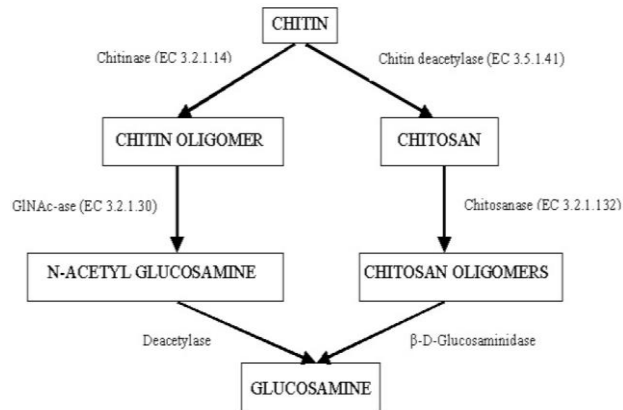 CHITIN
Chitinase (EC 3.2.1.14)
Chitin deacetylase (EC 3.5.1.41)
CHITIN OLIGOMER
CHITOSAN
GlNAc-ase (EC 3.2.1.30)
Chitosanase (EC 3.2.1.132)
N-ACETYL GLUCOSAMINE
CHITOSAN OLIGOMERS
Deacetylase
β-D-Glucosaminidase
GLUCOSAMINE